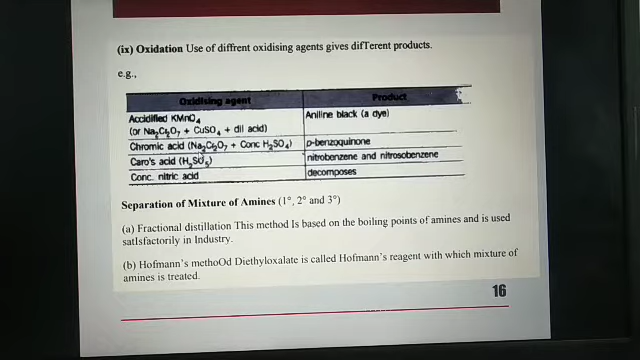 (ix) Oxidation Use of diffrent oxidising agents gives difTerent products.
e.g.,
Oxidising agent Product
Accidified KMnO4 Aniline black (a dye)
(or Na2Cr2O7 + CuSO4 + dil acid)
Chromic acid (Na2Cr2O7 + Conc H2SO4) p-benzoquinone
Caro's acid (H2SO5) nitrobenzene and nitrosobenzene
Conc. nitric acid decomposes
Separation of Mixture of Amines (1°, 2° and 3°)
(a) Fractional distillation This method Is based on the boiling points of amines and is used
satIsfactorily in Industry.
(b) Hofmann's methoOd Diethyloxalate is called Hofmann's reagent with which mixture of
amines is treated.
16